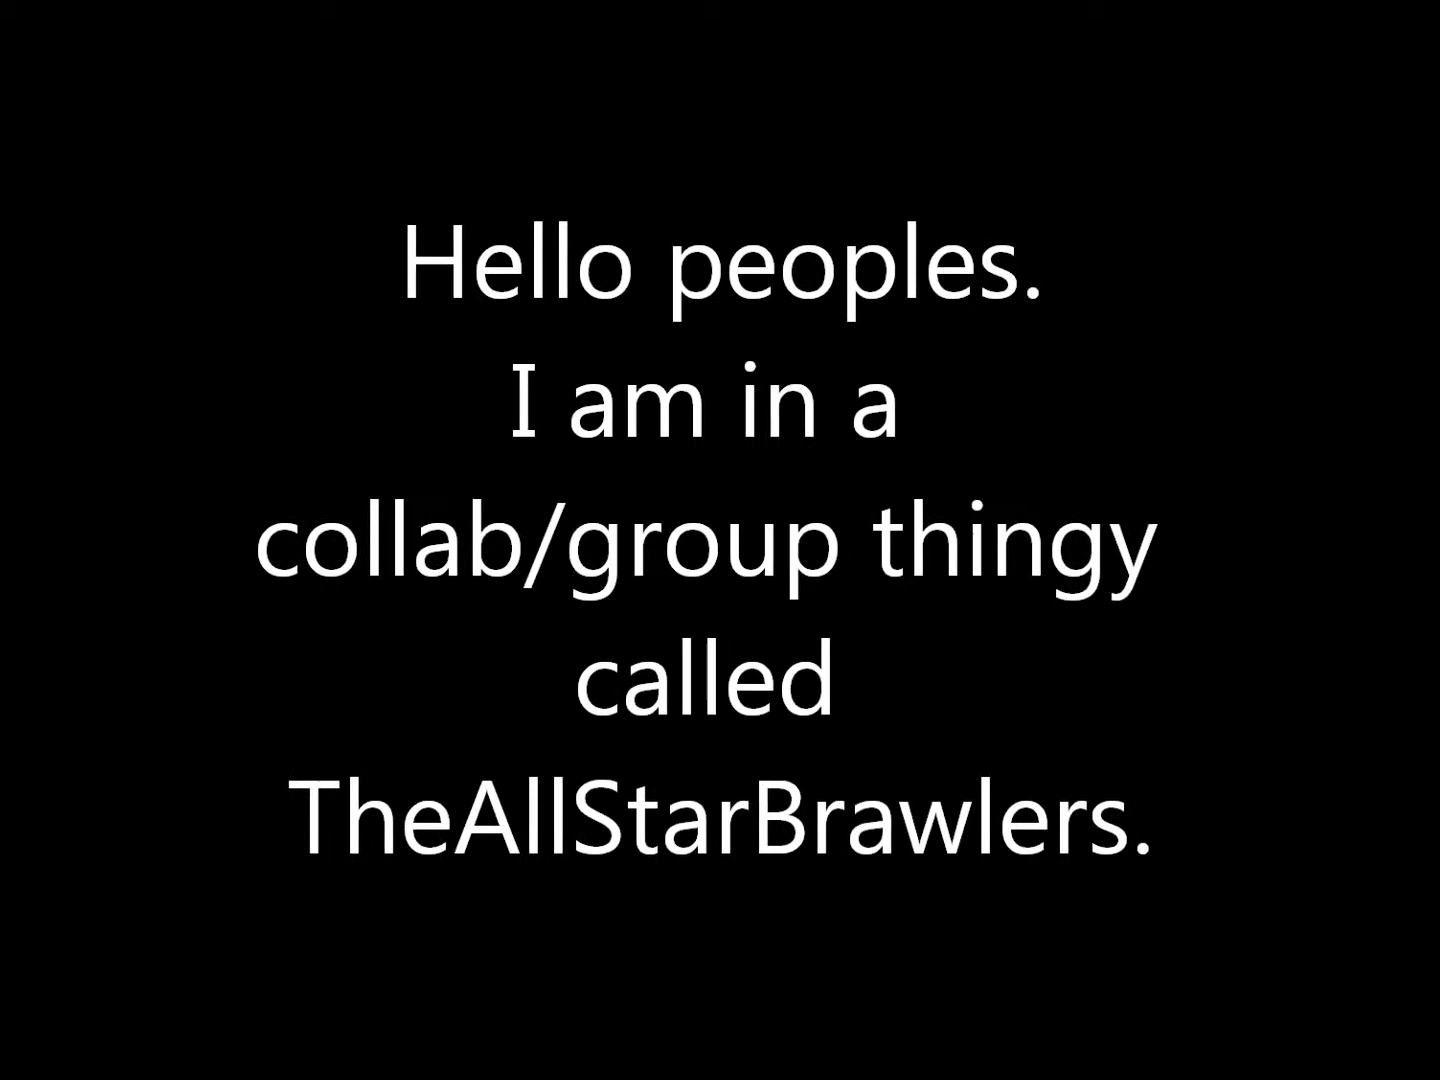 Hello peoples.
I am in a
collab/group thingy
called
TheAllStarBrawlers.